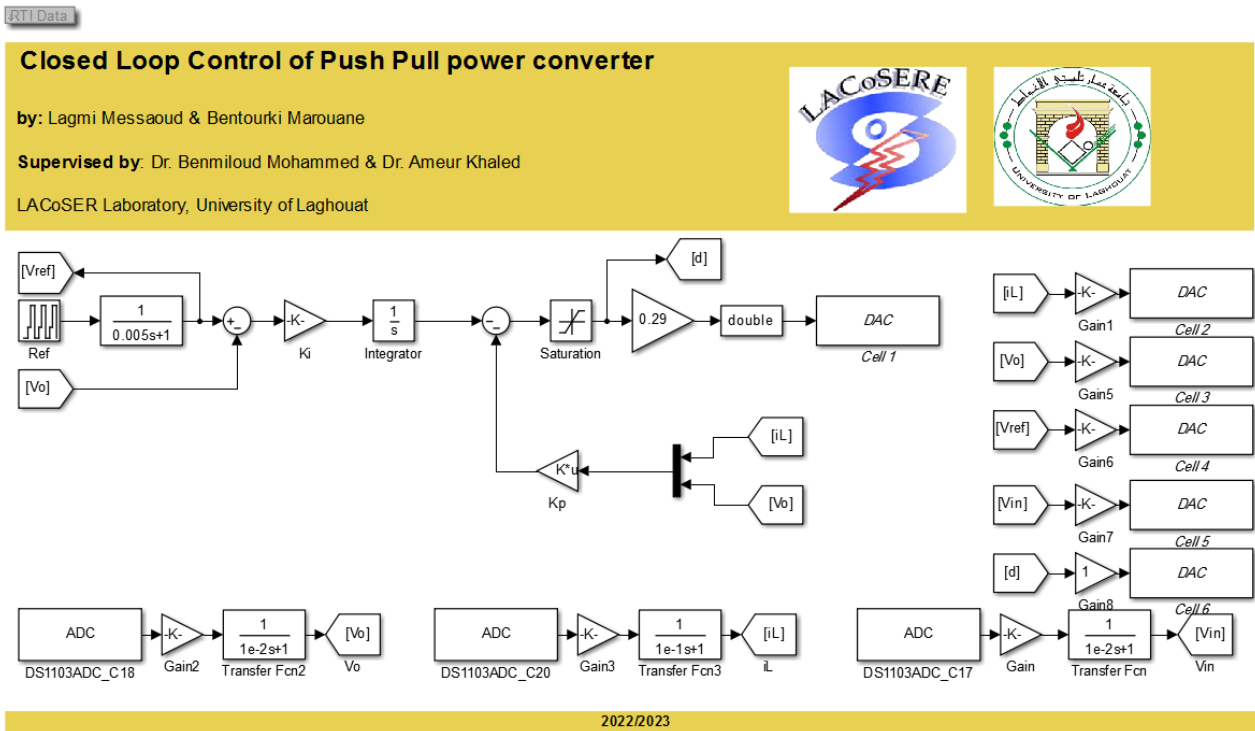 RTI Data
Closed Loop Control of Push Pull power converter
by: Lagmi Messaoud & Bentourki Marouane
Supervised by: Dr. Benmiloud Mohammed & Dr. Ameur Khaled
LACoSER Laboratory, University of Laghouat
LACoSERE
UNIVERSITY OF LAGHOUAT
[Vref]
Ref
1
0.005s+1
[Vo]
+
-
-K-
Ki
1
s
Integrator
-
Saturation
[d]
0.29
double
DAC
Cell 1
K*u
Kp
[iL]
[Vo]
[iL]
-K-
Gain1
DAC
Cell 2
[Vo]
-K-
Gain5
DAC
Cell 3
[Vref]
-K-
Gain6
DAC
Cell 4
[Vin]
-K-
Gain7
DAC
Cell 5
[d]
1
Gain8
DAC
Cell 6
ADC
DS1103ADC_C18
-K-
Gain2
1
1e-2s+1
Transfer Fcn2
[Vo]
Vo
ADC
DS1103ADC_C20
-K-
Gain3
1
1e-1s+1
Transfer Fcn3
[iL]
iL
ADC
DS1103ADC_C17
-K-
Gain
1
1e-2s+1
Transfer Fcn
[Vin]
Vin
2022/2023